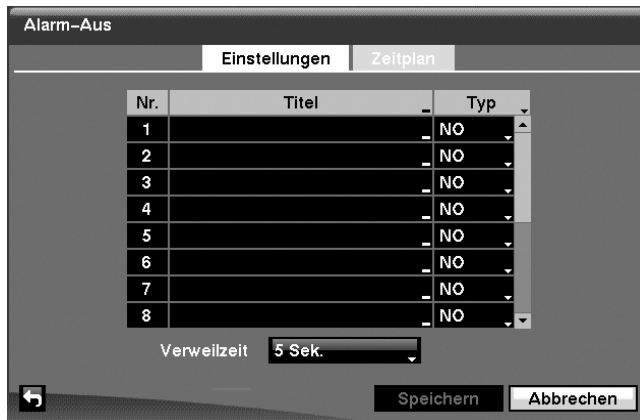 Alarm-Aus
Einstellungen Zeitplan
Nr. Titel Typ
1 NO
2 NO
3 NO
4 NO
5 NO
6 NO
7 NO
8 NO
Verweilzeit 5 Sek.
Speichern Abbrechen